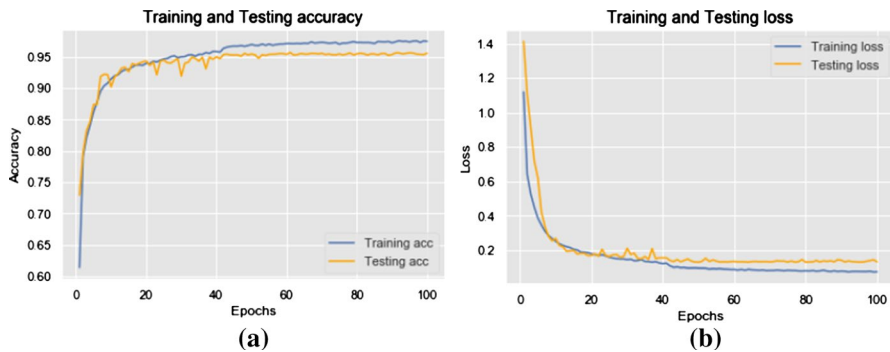 Training and Testing accuracy
0.95
0.90
0.85
0.80
0.75
0.70
0.65
0.60
Accuracy
Training acc
Testing acc
0 20 40 60 80 100
Epochs
(a)
Training and Testing loss
1.4
1.2
1.0
0.8
0.6
0.4
0.2
Loss
Training loss
Testing loss
0 20 40 60 80 100
Epochs
(b)